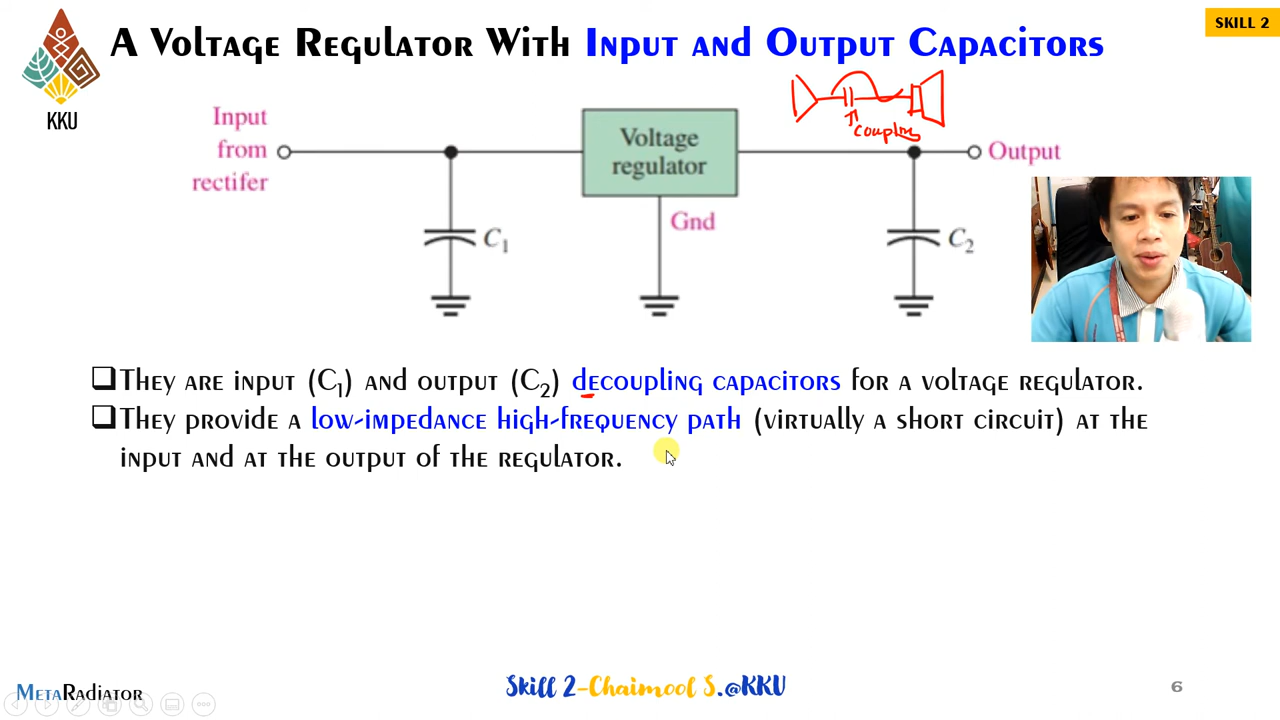 SKILL 2
A Voltage Regulator With Input and Output Capacitors
KKU
Input
from
rectifer
Voltage
regulator
coupling
Output
Gnd
C1
C2
❑They are input (C1) and output (C2) decoupling capacitors for a voltage regulator.
❑They provide a low-impedance high-frequency path (virtually a short circuit) at the
input and at the output of the regulator.
MetaRadiator
Skill 2-Chaimool S.@KKU
6